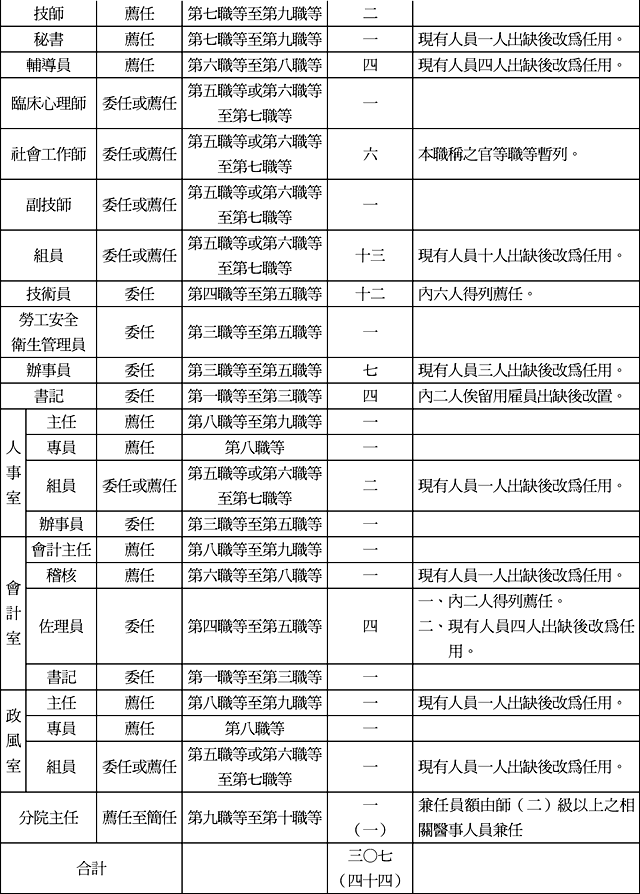 技師 薦任 第七職等至第九職等 二
秘書 薦任 第七職等至第九職等 一 現有人員一人出缺後改為任用。
輔導員 薦任 第六職等至第八職等 四 現有人員四人出缺後改為任用。
臨床心理師 委任或薦任 第五職等或第六職等
至第七職等 一
社會工作師 委任或薦任 第五職等或第六職等
至第七職等 六 本職稱之官等職等暫列。
副技師 委任或薦任 第五職等或第六職等
至第七職等 一
組員 委任或薦任 第五職等或第六職等
至第七職等 十三 現有人員十人出缺後改為任用。
技術員 委任 第四職等至第五職等 十二 內六人得列薦任。
勞工安全
衛生管理員 委任 第三職等至第五職等 一
辦事員 委任 第三職等至第五職等 七 現有人員三人出缺後改為任用。
書記 委任 第一職等至第三職等 四 內二人俟留用雇員出缺後改置。
人事室
主任 薦任 第八職等至第九職等 一
專員 薦任 第八職等 一
組員 委任或薦任 第五職等或第六職等
至第七職等 二 現有人員一人出缺後改為任用。
辦事員 委任 第三職等至第五職等 一
會計室
會計主任 薦任 第八職等至第九職等 一
稽核 薦任 第六職等至第八職等 一 現有人員一人出缺後改為任用。
佐理員 委任 第四職等至第五職等 四 一、內二人得列薦任。
二、現有人員四人出缺後改為任
用。
書記 委任 第一職等至第三職等 一
政風室
主任 薦任 第八職等至第九職等 一 現有人員一人出缺後改為任用。
專員 薦任 第八職等 一
組員 委任或薦任 第五職等或第六職等
至第七職等 一 現有人員一人出缺後改為任用。
分院主任 薦任至簡任 第九職等至第十職等 一
（一） 兼任員額由師（二）級以上之相
關醫事人員兼任
合計 三〇七
（四十四）